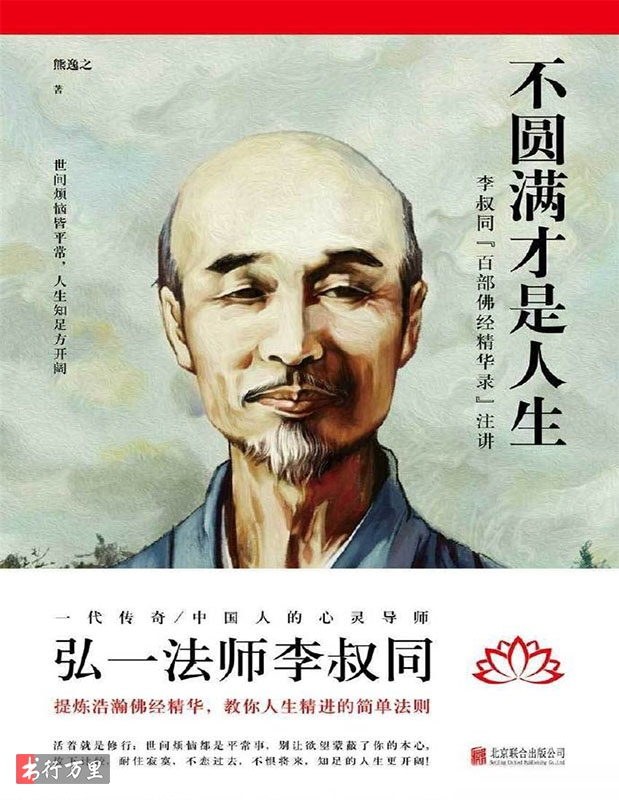 熊逸之
著
不圆满才是人生
李叔同『百部佛经精华录』注讲
世间烦恼皆平常,人生知足方开阔
一代传奇/中国人的心灵导师
弘一法师李叔同
提炼浩瀚佛经精华,教你人生精进的简单法则
活着就是修行:世间烦恼都是平常事,别让欲望蒙蔽了你的本心,
耐住寂寞,不恋过去,不惧将来,知足的人生更开阔!
书行万里
北京联合出版公司
Beijing United Publishing Co.,Ltd.